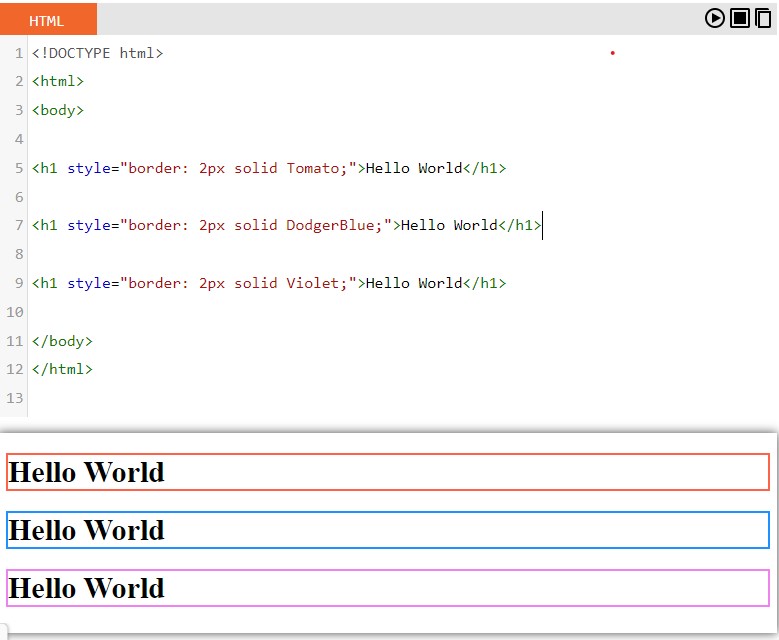 HTML
1 <!DOCTYPE html>
2 <html>
3 <body>
4
5 <h1 style="border: 2px solid Tomato;">Hello World</h1>
6
7 <h1 style="border: 2px solid DodgerBlue;">Hello World</h1>
8
9 <h1 style="border: 2px solid Violet;">Hello World</h1>
10
11 </body>
12 </html>
13
Hello World
Hello World
Hello World